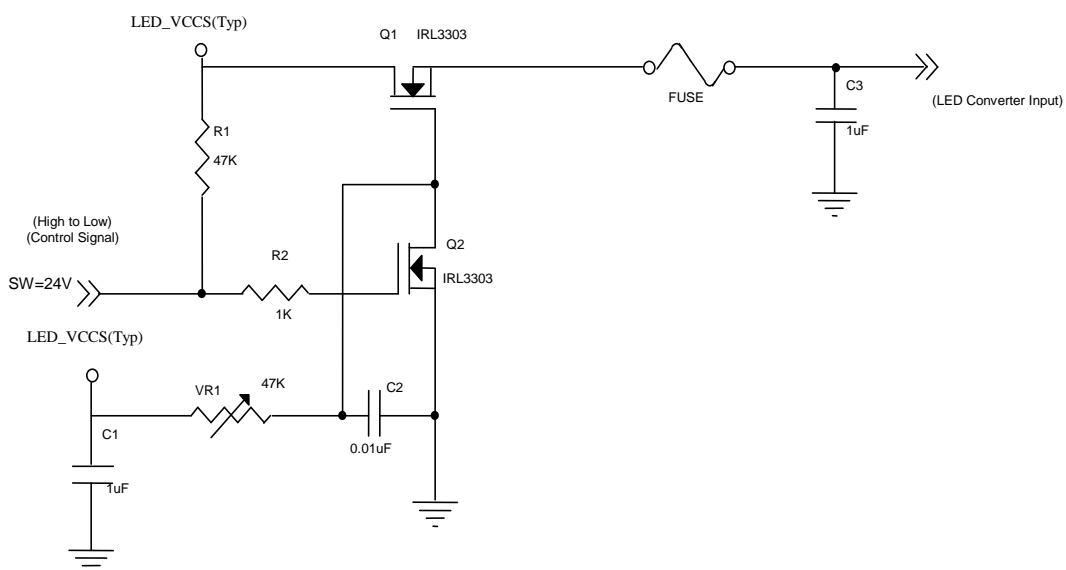 LED_VCCS(Typ)
Q1 IRL3303
R1
47K
FUSE
C3
1uF
(LED Converter Input)
(High to Low)
(Control Signal)
SW=24V
R2
1K
Q2
IRL3303
LED_VCCS(Typ)
VR1
47K
C2
0.01uF
C1
1uF